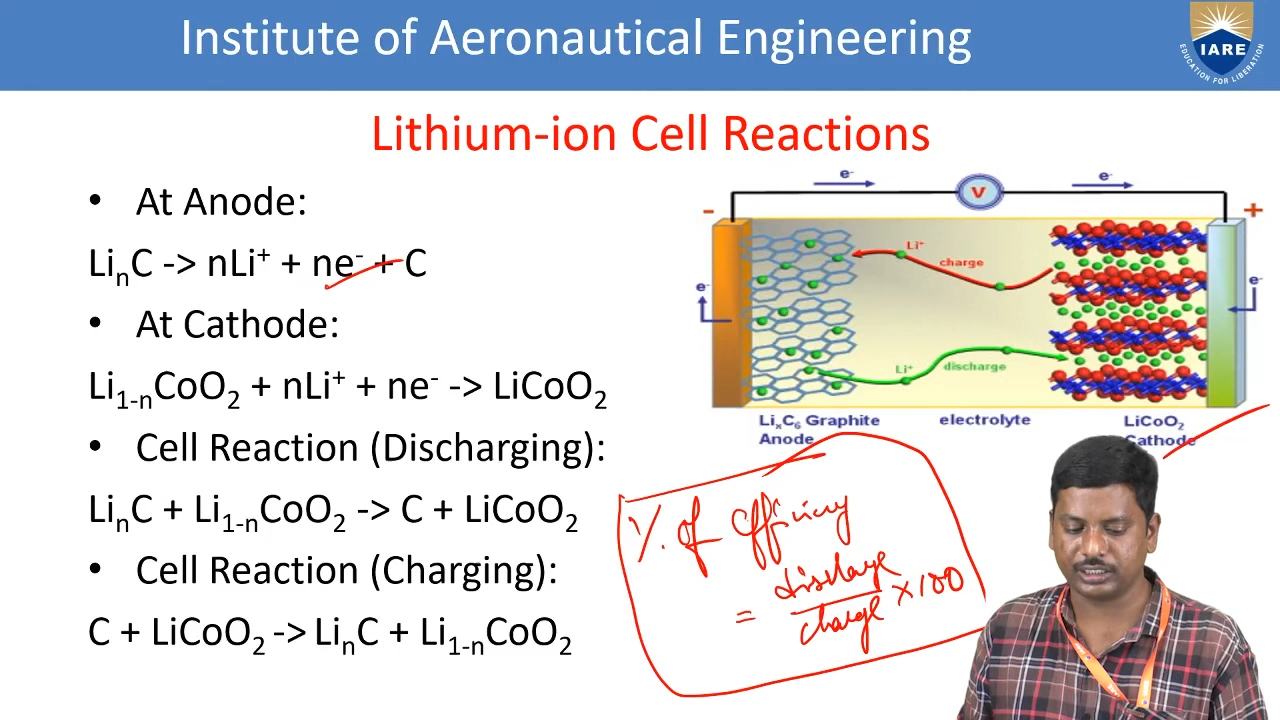 Institute of Aeronautical Engineering
EDUCATION FOR LIBERATION
IARE
Lithium-ion Cell Reactions
• At Anode:
LiₙC -> nLi⁺ + ne⁻ + C
• At Cathode:
Li₁₋ₙCoO₂ + nLi⁺ + ne⁻ -> LiCoO₂
• Cell Reaction (Discharging):
LiₙC + Li₁₋ₙCoO₂ -> C + LiCoO₂
• Cell Reaction (Charging):
C + LiCoO₂ -> LiₙC + Li₁₋ₙCoO₂
e⁻
V
e⁻
-
+
Li⁺
charge
e⁻
e⁻
Li⁺
discharge
LiₓC₆ Graphite
Anode
electrolyte
LiCoO₂
Cathode
% of efficiency
= discharge
charge × 100